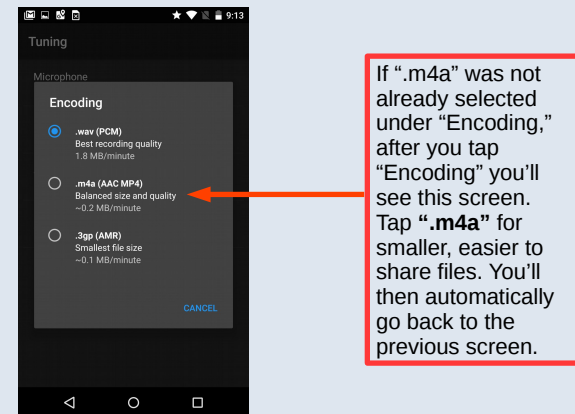 9:13
Tuning
Microphone
Encoding
.wav (PCM)
Best recording quality
1.8 MB/minute
.m4a (AAC MP4)
Balanced size and quality
~0.2 MB/minute
.3gp (AMR)
Smallest file size
~0.1 MB/minute
CANCEL
If “.m4a” was not
already selected
under “Encoding,”
after you tap
“Encoding” you’ll
see this screen.
Tap “.m4a” for
smaller, easier to
share files. You’ll
then automatically
go back to the
previous screen.